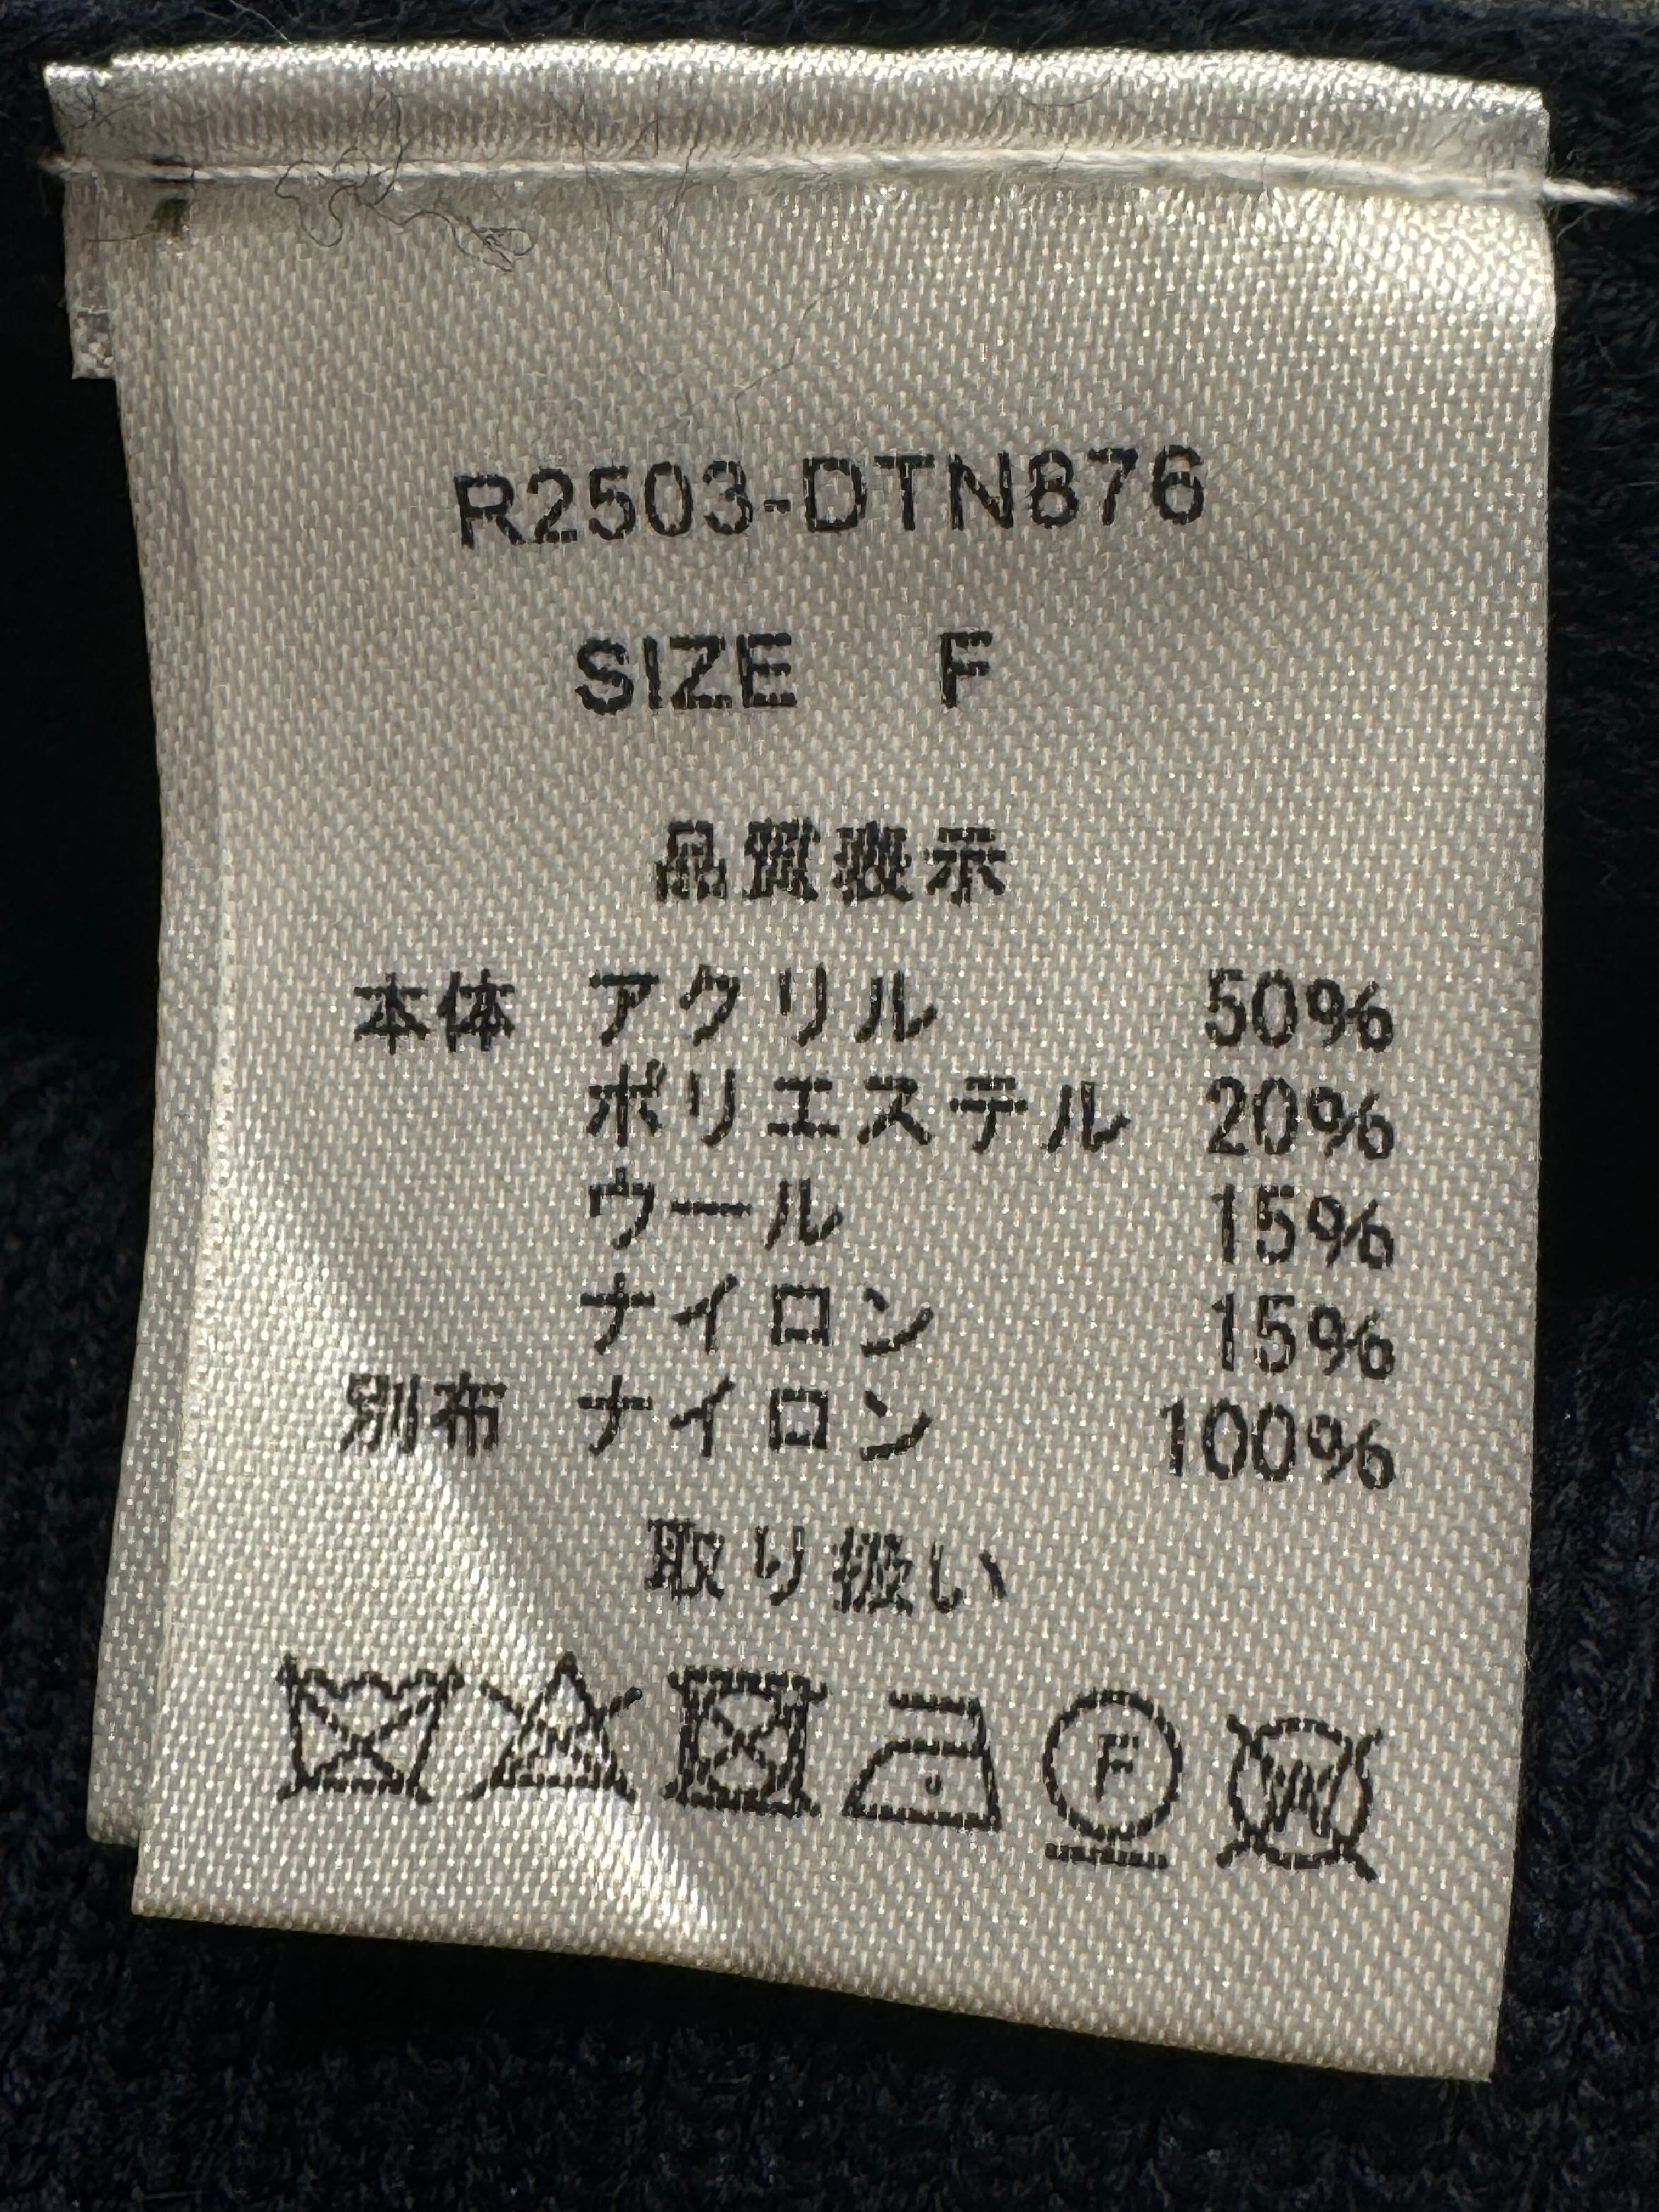 R2503-DTN876
SIZE F
品質表示
本体 アクリル 50%
ポリエステル 20%
ウール 15%
ナイロン 15%
別布 ナイロン 100%
取り扱い
F W